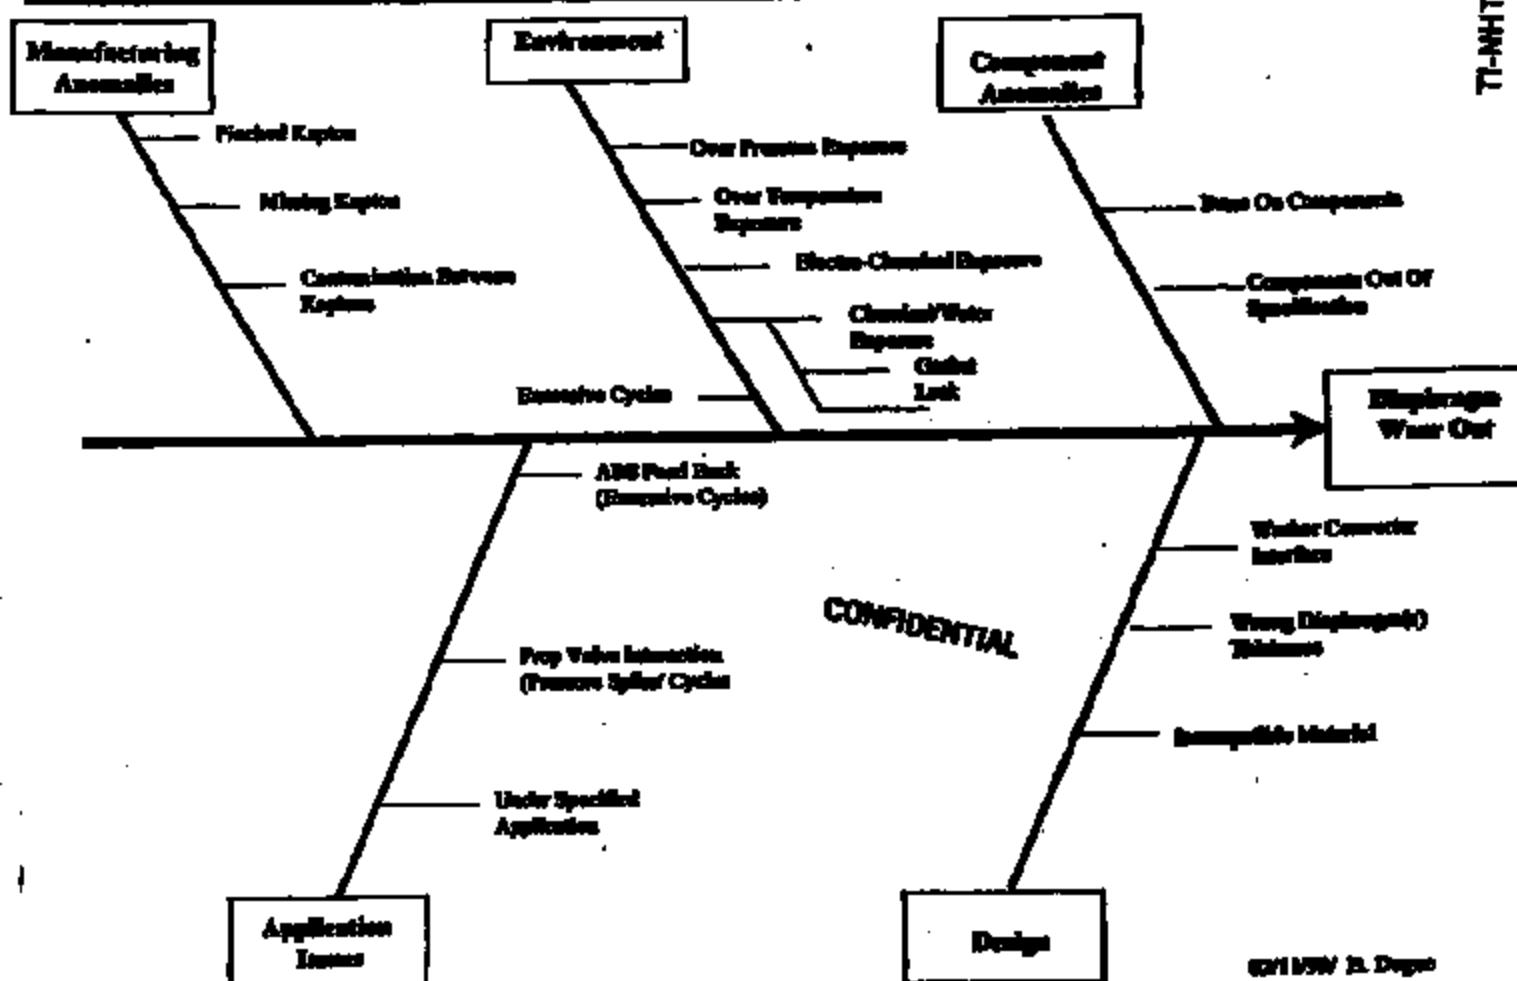 TI-NHT
Manufacturing
Anomalies
Environment
Component
Anomalies
Pinched Kapton
Missing Kapton
Contamination Between
Kaptons
Over Pressure Exposure
Over Temperature
Exposure
Electro-Chemical Exposure
Chemical/Water
Exposure
Gasket
Leak
Excessive Cycles
On Components
Components Out Of
Specification
Diaphragm
Wear Out
ABS Feed Back
(Excessive Cycles)
Prop Valve Interaction
(Pressure Spike/ Cycles
Under Specified
Application
Washer Connector
Interface
Wrong Diaphragm(s)
Thickness
Incompatible Material
CONFIDENTIAL
Application
Issues
Design